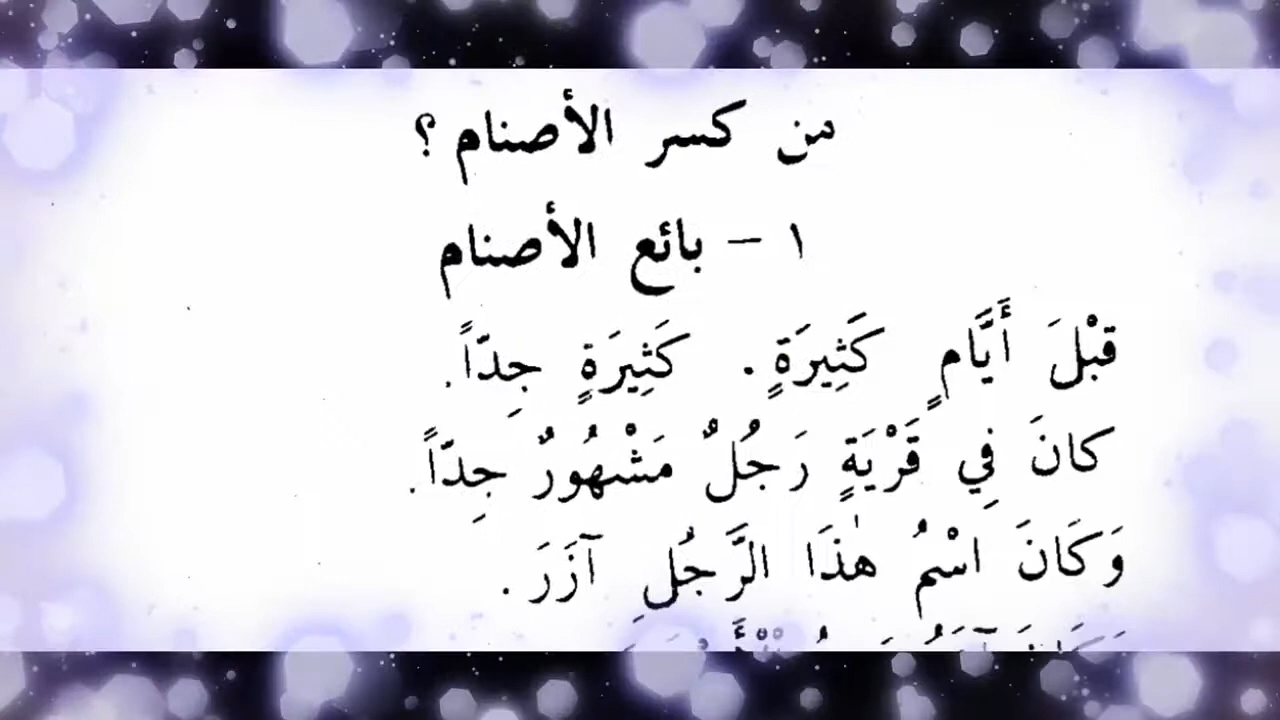 من كسر الأصنام ؟
١ – بائع الأصنام
قبْلَ أَيَّامٍ كَثِيرَةٍ . كَثِيرَةٍ جِدّاً .
كانَ فِي قَرْيَةٍ رَجُلٌ مَشْهُورٌ جِدّاً .
وَكَانَ اسْمُ هٰذَا الرَّجُلِ آزَرَ .